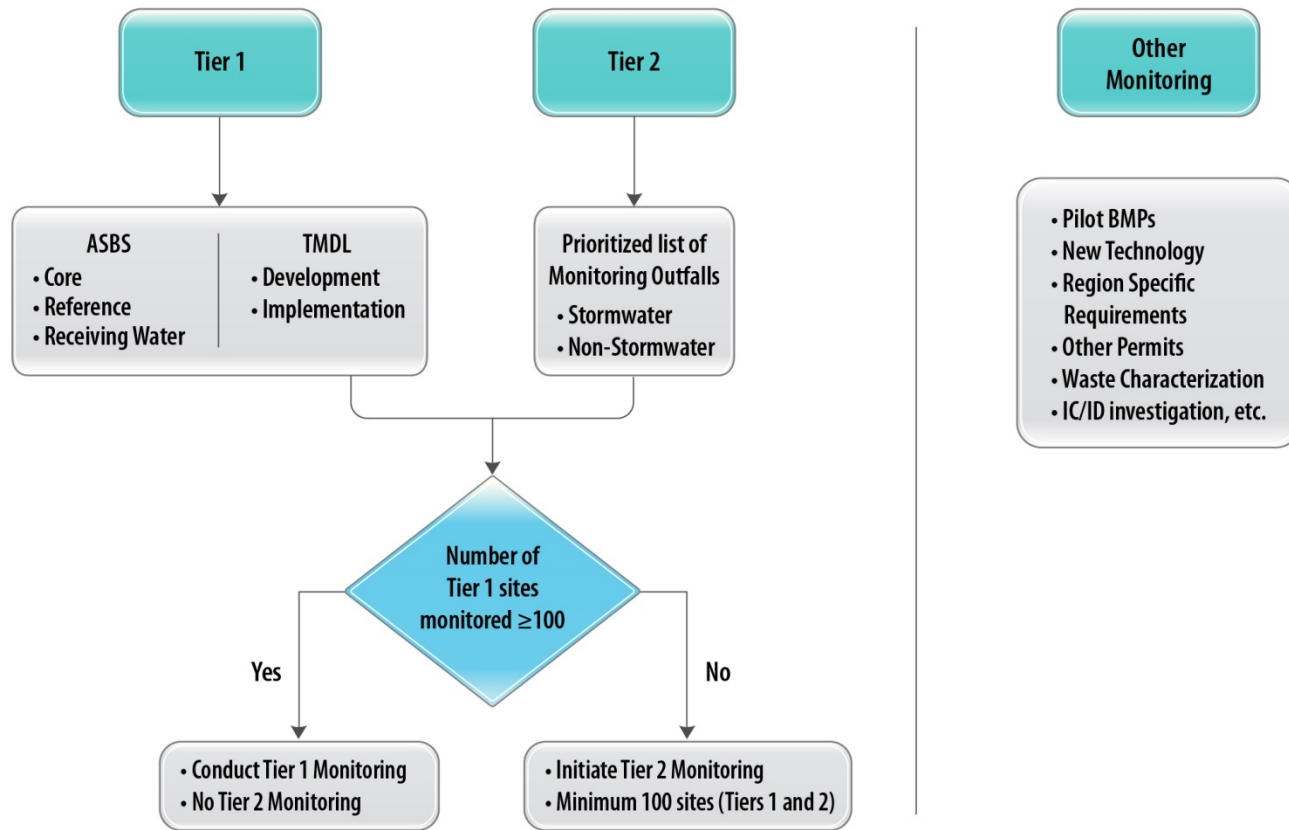 Tier 1
Tier 2
Other
Monitoring
ASBS
• Core
• Reference
• Receiving Water
TMDL
• Development
• Implementation
Prioritized list of
Monitoring Outfalls
• Stormwater
• Non-Stormwater
• Pilot BMPs
• New Technology
• Region Specific
Requirements
• Other Permits
• Waste Characterization
• IC/ID investigation, etc.
Number of
Tier 1 sites
monitored ≥100
Yes
No
• Conduct Tier 1 Monitoring
• No Tier 2 Monitoring
• Initiate Tier 2 Monitoring
• Minimum 100 sites (Tiers 1 and 2)